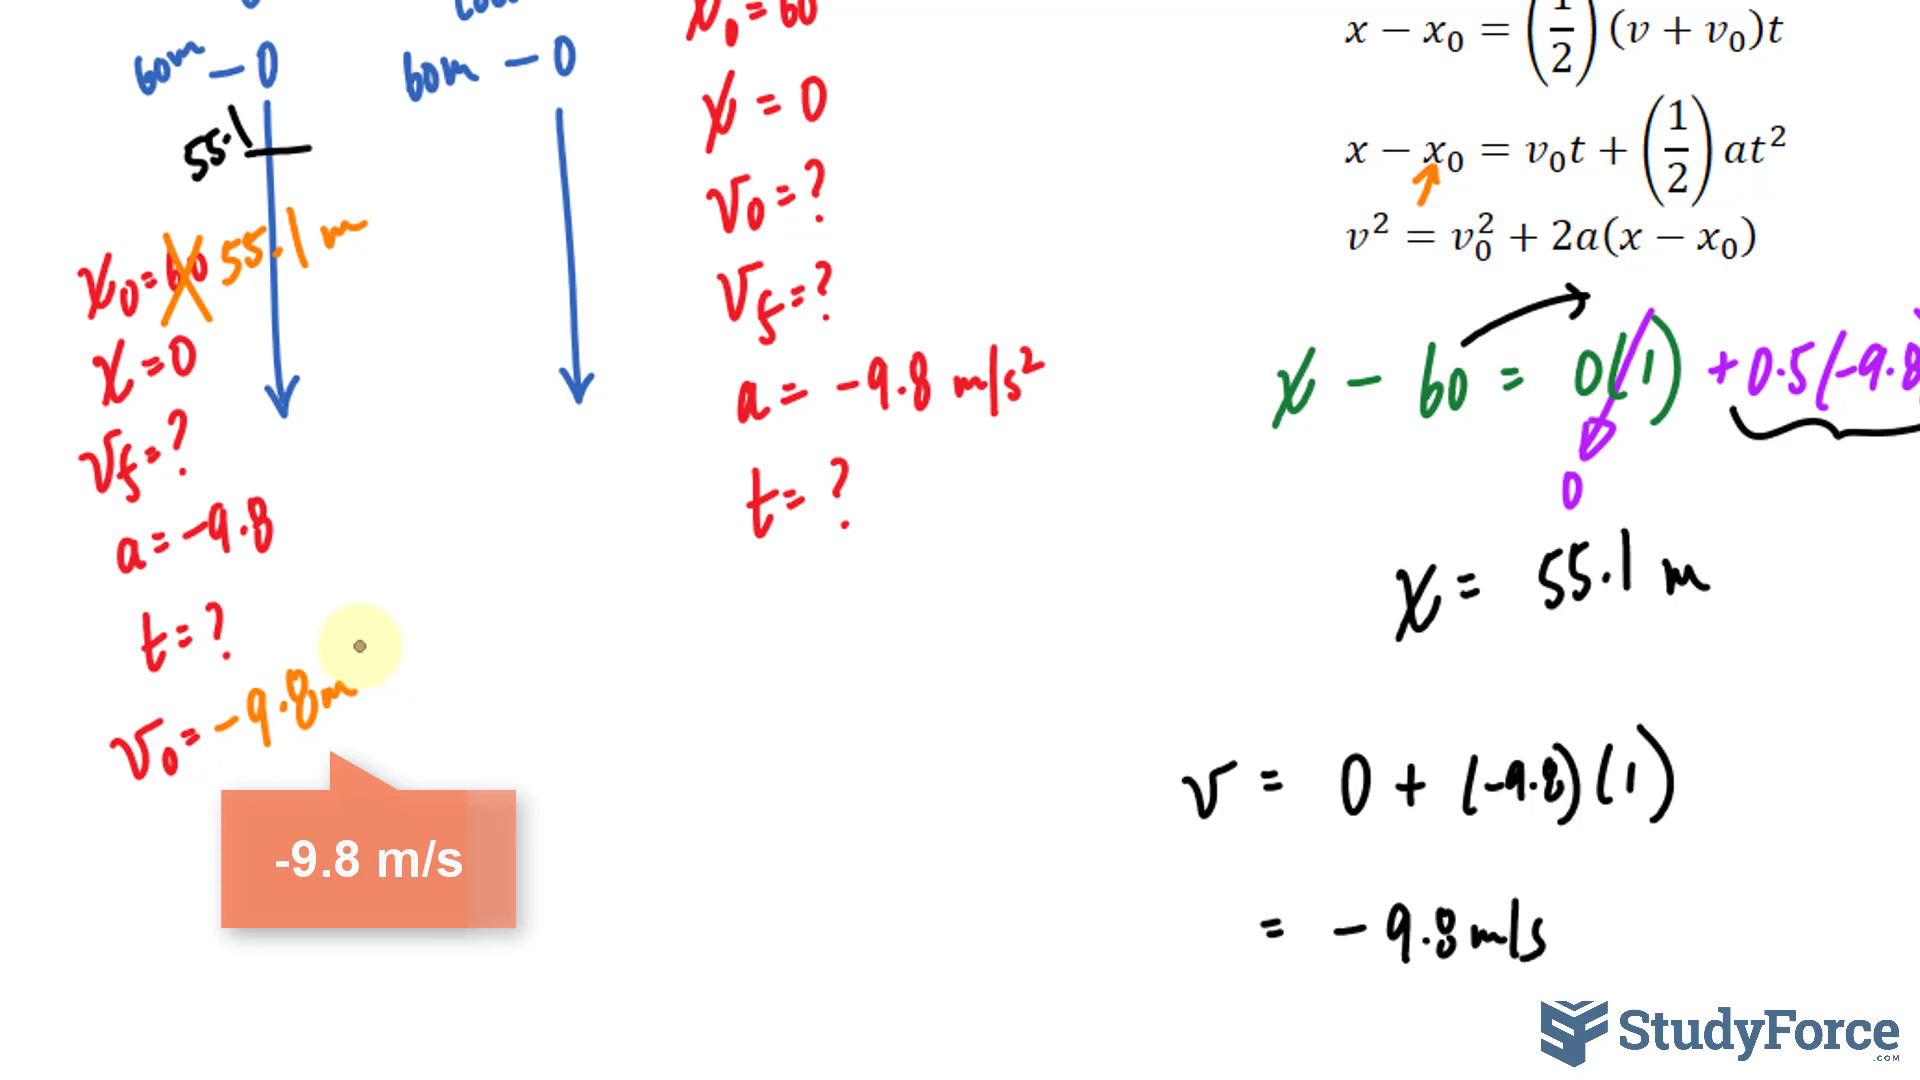 60m - 0
55.1
x₀ = 60 55.1 m
x = 0
v_f = ?
a = -9.8
t = ?
v₀ = -9.8m
-9.8 m/s
60m - 0
x₀ = 60
x = 0
v₀ = ?
v_f = ?
a = -9.8 m/s²
t = ?
x − x₀ = (1/2) (v + v₀)t
x − x₀ = v₀t + (1/2) at²
v² = v₀² + 2a(x − x₀)
x - 60 = 0(1) + 0.5(-9.8
0
x = 55.1 m
v = 0 + (-9.8)(1)
= -9.8 m/s
StudyForce
.COM